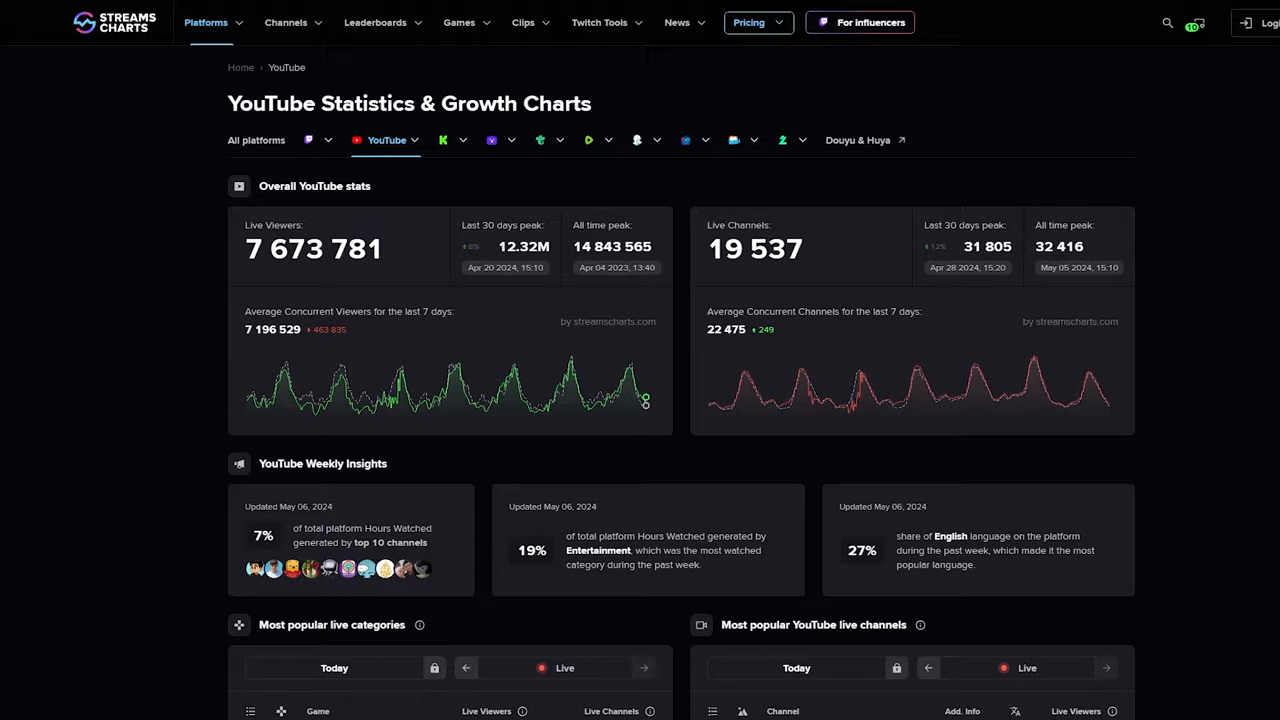 STREAMS CHARTS
Platforms Channels Leaderboards Games Clips Twitch Tools News Pricing For influencers 10 Logi
Home › YouTube
YouTube Statistics & Growth Charts
All platforms YouTube Douyu & Huya
Overall YouTube stats
Live Viewers: Last 30 days peak: All time peak:
7 673 781 8% 12.32M 14 843 565
Apr 20 2024, 15:10 Apr 04 2023, 13:40
Average Concurrent Viewers for the last 7 days:
by streamscharts.com
7 196 529 463 835
Live Channels: Last 30 days peak: All time peak:
19 537 12% 31 805 32 416
Apr 28 2024, 15:20 May 05 2024, 15:10
Average Concurrent Channels for the last 7 days:
by streamscharts.com
22 475 249
YouTube Weekly Insights
Updated May 06, 2024
7% of total platform Hours Watched
generated by top 10 channels
Updated May 06, 2024
of total platform Hours Watched generated by
19% Entertainment, which was the most watched
category during the past week.
Updated May 06, 2024
share of English language on the platform
27% during the past week, which made it the most
popular language.
Most popular live categories
Today Live
Game Live Viewers Live Channels
Most popular YouTube live channels
Today Live
Channel Add. Info Live Viewers